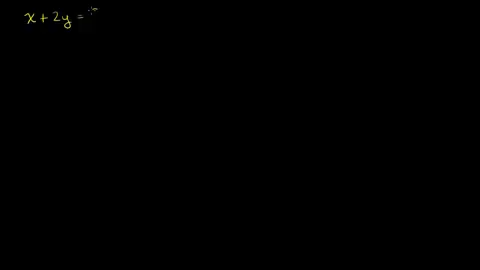 x + 2y =